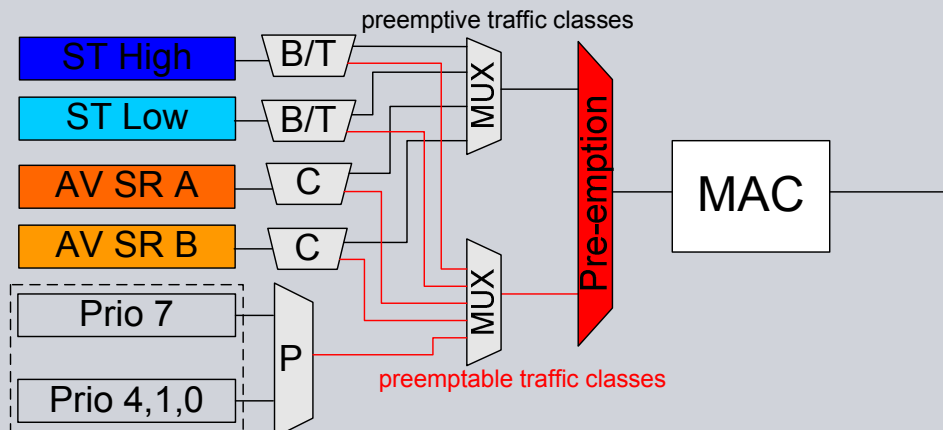 preemptive traffic classes
ST High
B/T
MUX
ST Low
B/T
Pre-emption
AV SR A
C
MAC
AV SR B
C
Prio 7
MUX
P
preemptable traffic classes
Prio 4,1,0